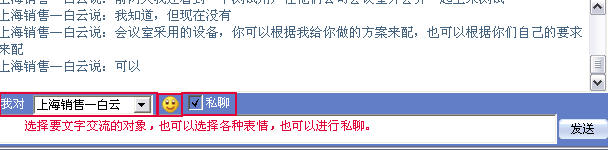 上海销售一白云说：我知道，但现在没有
上海销售一白云说：会议室采用的设备，你可以根据我给你做的方案来配，也可以根据你们自己的要求
来配
上海销售一白云说：可以
我对 上海销售一白云 私聊
选择要文字交流的对象，也可以选择各种表情，也可以进行私聊。
发送